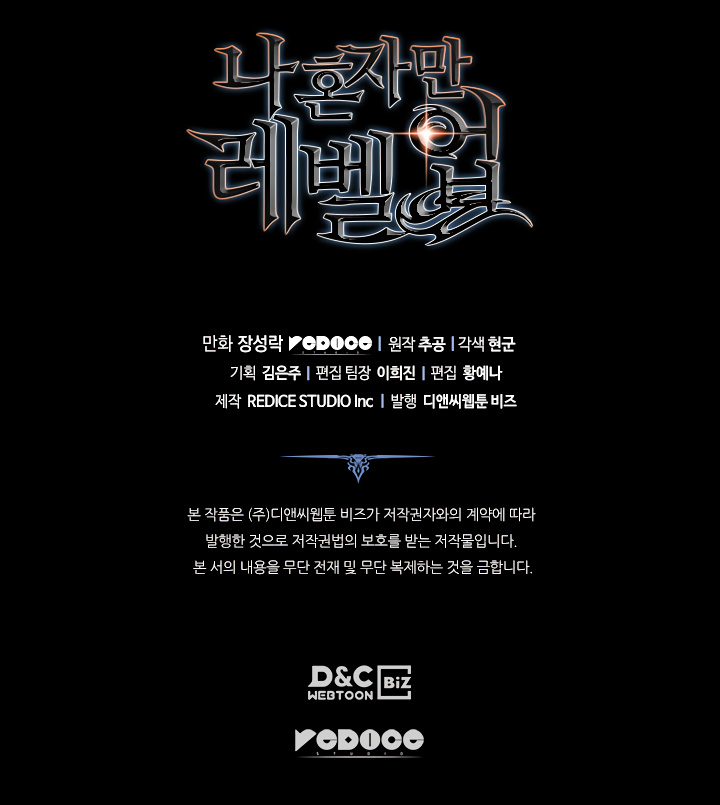 나 혼자만
레벨업
만화 장성락 REDICE STUDIO | 원작 추공 | 각색 현군
기획 김은주 | 편집 팀장 이희진 | 편집 황예나
제작 REDICE STUDIO Inc | 발행 디앤씨웹툰 비즈
본 작품은 (주)디앤씨웹툰 비즈가 저작권자와의 계약에 따라
발행한 것으로 저작권법의 보호를 받는 저작물입니다.
본 서의 내용을 무단 전재 및 무단 복제하는 것을 금합니다.
D&C
WEBTOON BiZ
REDICE
STUDIO